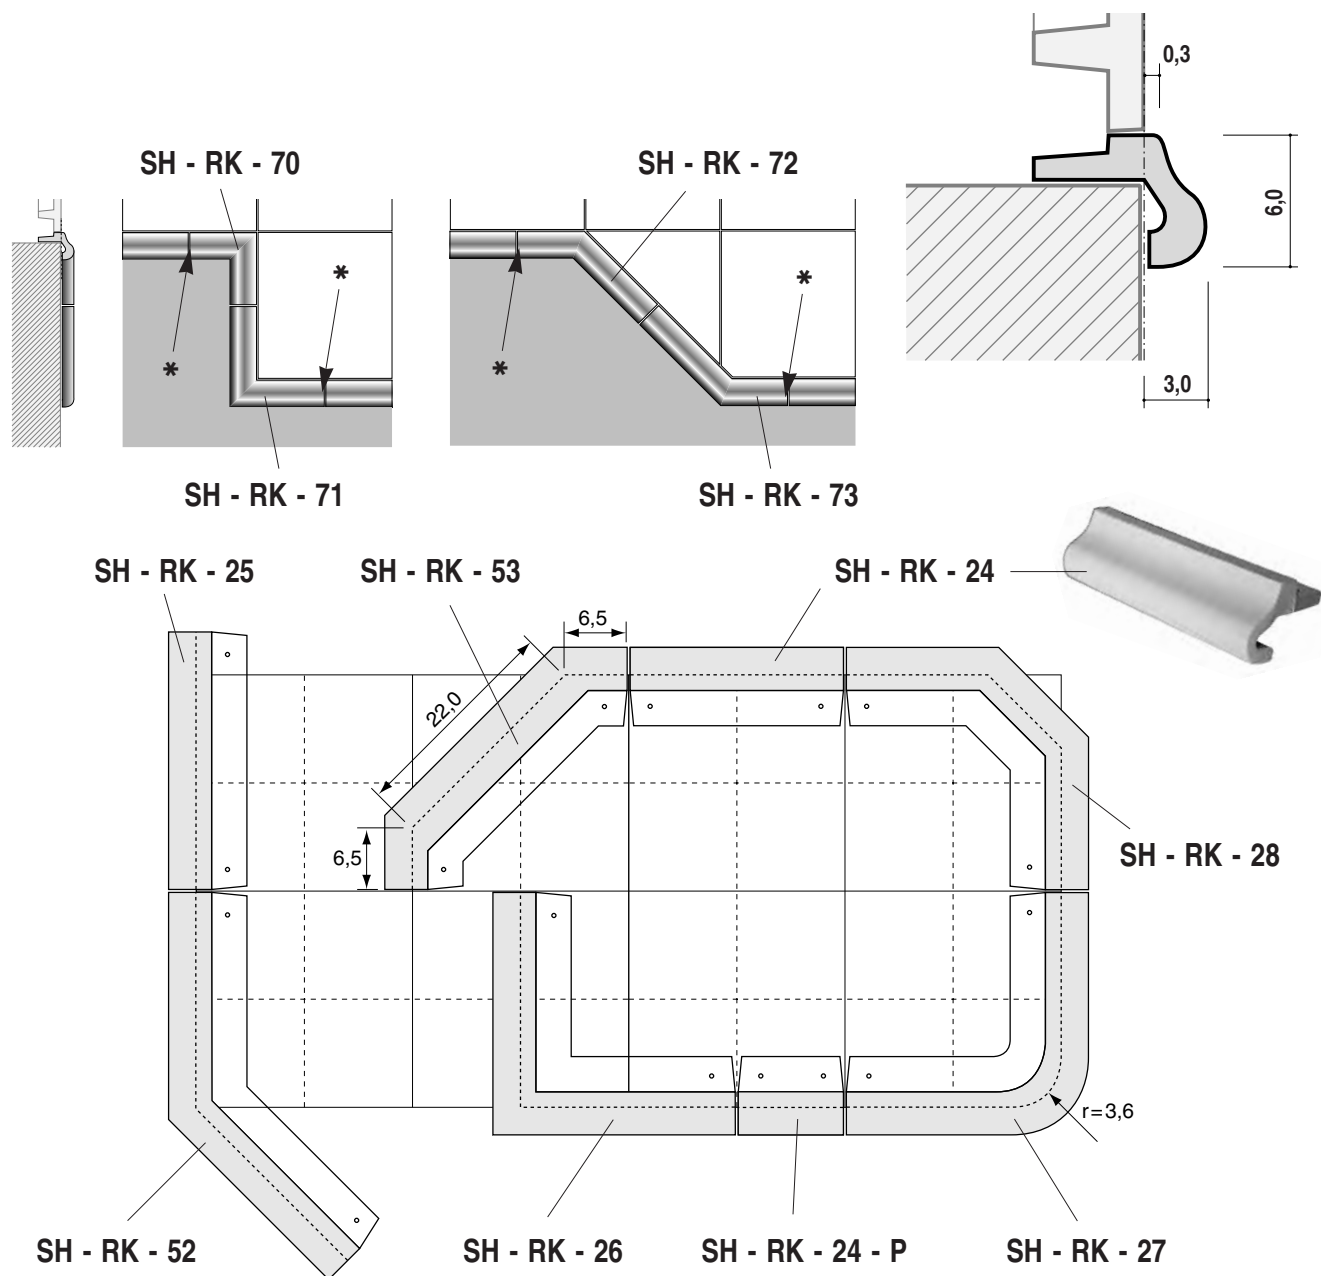 0,3
SH - RK - 70
SH - RK - 72
6,0
*
*
*
*
3,0
SH - RK - 71
SH - RK - 73
SH - RK - 25
SH - RK - 53
SH - RK - 24
6,5
22,0
6,5
SH - RK - 28
r=3,6
SH - RK - 52
SH - RK - 26
SH - RK - 24 - P
SH - RK - 27